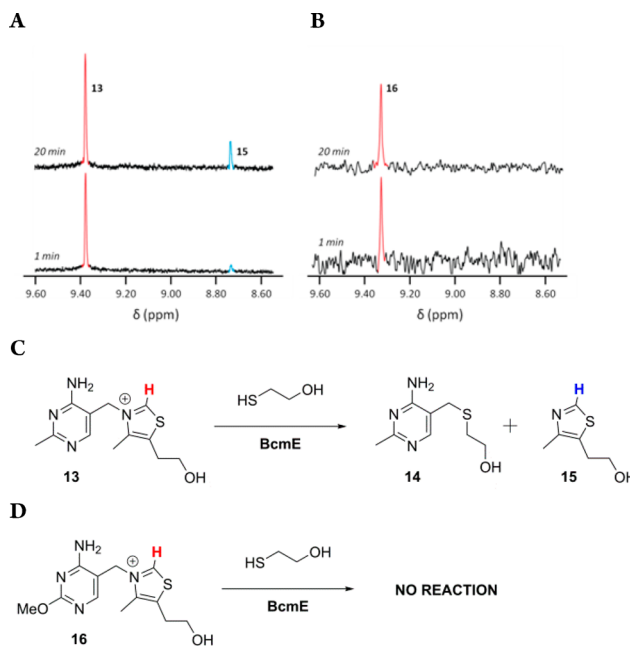 A
B
13
16
20 min
15
20 min
1 min
1 min
9.60 9.40 9.20 9.00 8.80 8.60
9.60 9.40 9.20 9.00 8.80 8.60
δ (ppm)
δ (ppm)
C
NH2
H
N
N
N
S
OH
13
HS
OH
BcmE
NH2
N
N
S
OH
14
+
H
N
S
OH
15
D
NH2
H
N
N
MeO
N
S
OH
16
HS
OH
BcmE
NO REACTION